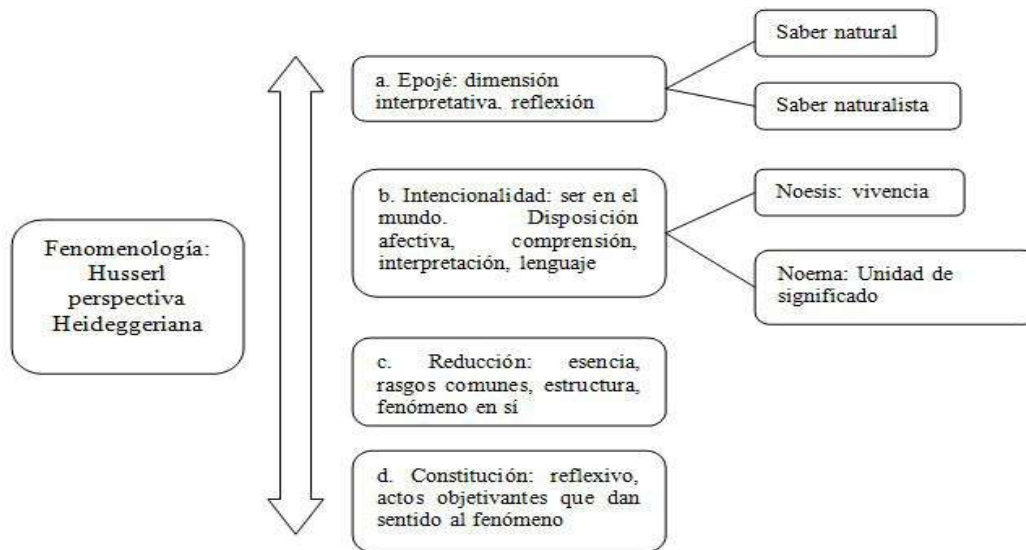 Fenomenología:
Husserl
perspectiva
Heideggeriana
a. Epojé: dimensión
interpretativa, reflexión
Saber natural
Saber naturalista
b. Intencionalidad: ser en el
mundo. Disposición
afectiva, comprensión,
interpretación, lenguaje
Noesis: vivencia
Noema: Unidad de
significado
c. Reducción: esencia,
rasgos comunes, estructura,
fenómeno en sí
d. Constitución: reflexivo,
actos objetivantes que dan
sentido al fenómeno